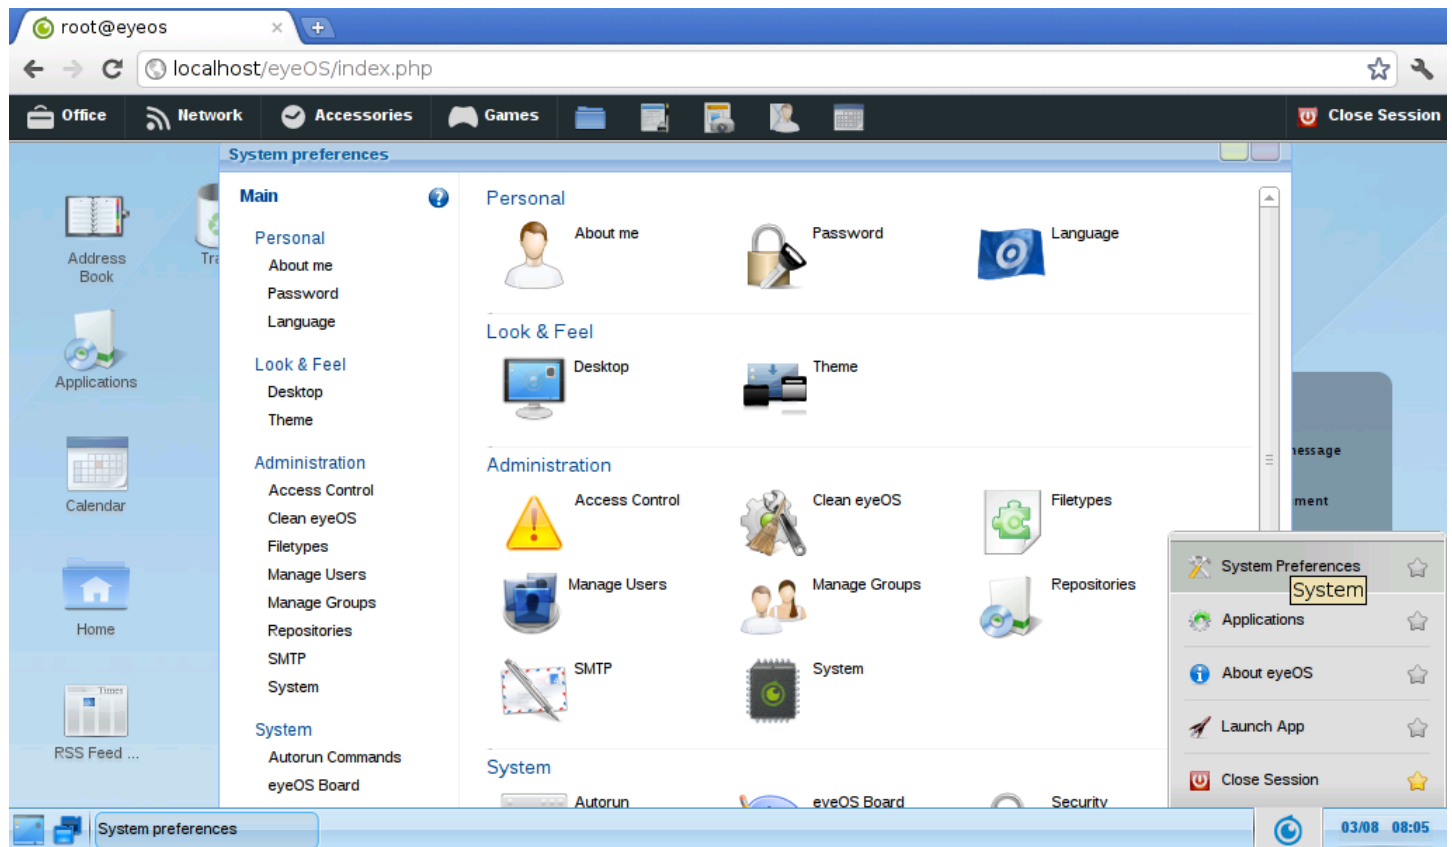 root@eyeos
localhost/eyeOS/index.php
Office Network Accessories Games Close Session
Address
Book
Applications
Calendar
Home
Times
RSS Feed ...
System preferences
Main
Personal
About me
Password
Language
Look & Feel
Desktop
Theme
Administration
Access Control
Clean eyeOS
Filetypes
Manage Users
Manage Groups
Repositories
SMTP
System
System
Autorun Commands
eyeOS Board
Personal
About me Password Language
Look & Feel
Desktop Theme
Administration
Access Control Clean eyeOS Filetypes
Manage Users Manage Groups Repositories
SMTP System
System
Autorun eyeOS Board Security
System Preferences
System
Applications
About eyeOS
Launch App
Close Session
System preferences
03/08 08:05